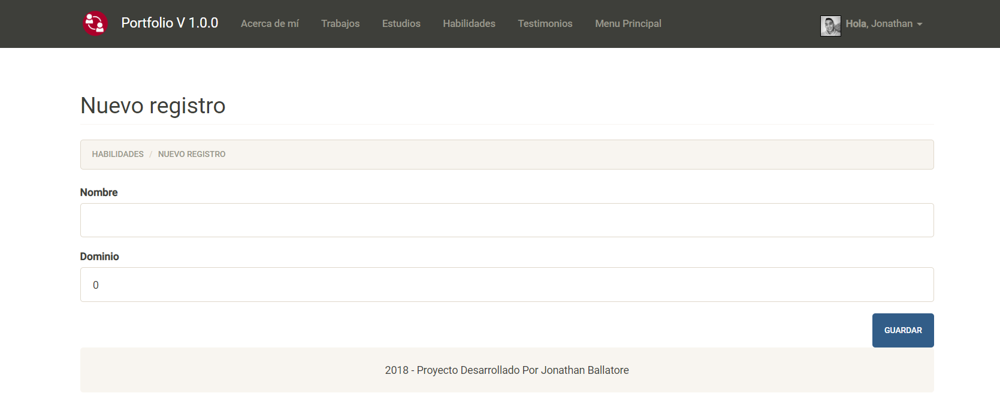 Portfolio V 1.0.0 Acerca de mí Trabajos Estudios Habilidades Testimonios Menu Principal Hola, Jonathan
Nuevo registro
HABILIDADES / NUEVO REGISTRO
Nombre
Dominio
0
GUARDAR
2018 - Proyecto Desarrollado Por Jonathan Ballatore